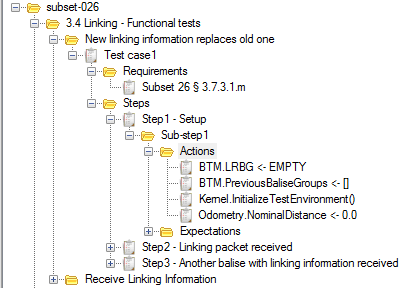 subset-026
3.4 Linking - Functional tests
New linking information replaces old one
Test case1
Requirements
Subset 26 § 3.7.3.1.m
Steps
Step1 - Setup
Sub-step1
Actions
BTM.LRBG <- EMPTY
BTM.PreviousBaliseGroups <- []
Kernel.InitializeTestEnvironment()
Odometry.NominalDistance <- 0.0
Expectations
Step2 - Linking packet received
Step3 - Another balise with linking information received
Receive Linking Information